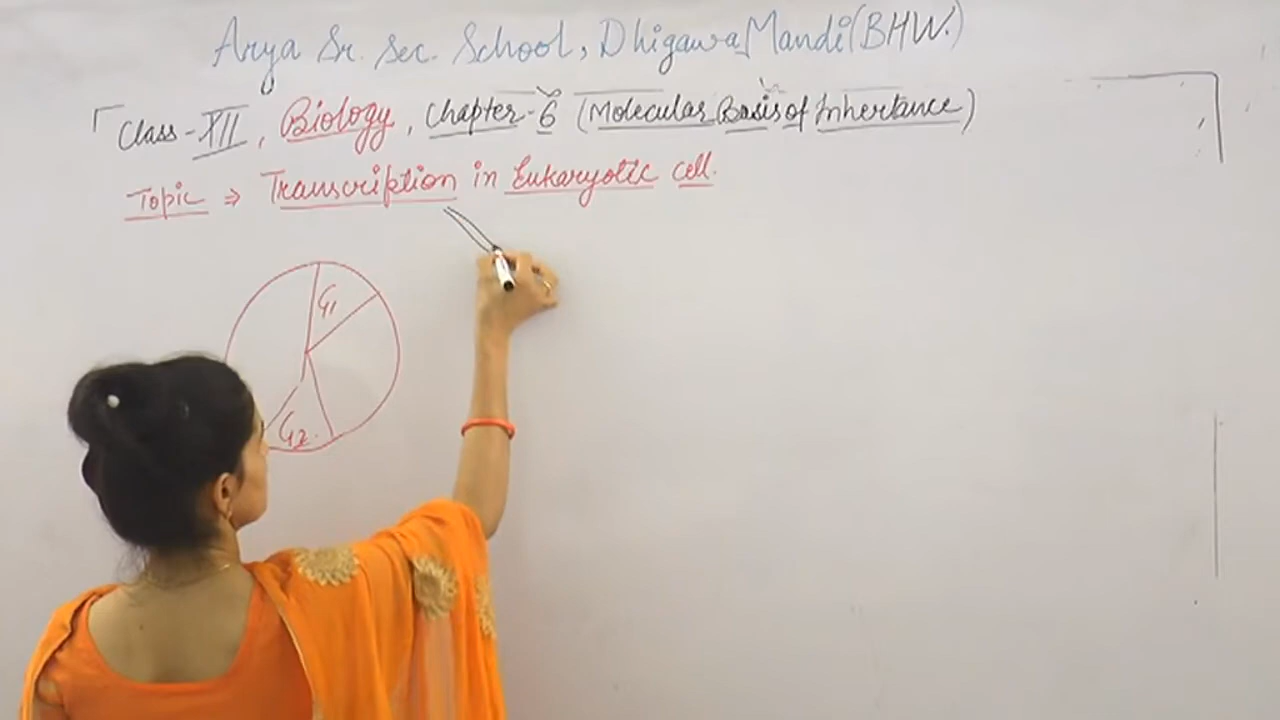 Arya Sr. Sec. School, Dhigawa Mandi (BHW.)
Class - XII, Biology, Chapter - 6 (Molecular Basis of Inheritance)
Topic ⇒ Transcription in Eukaryotic cell.
G1
G2